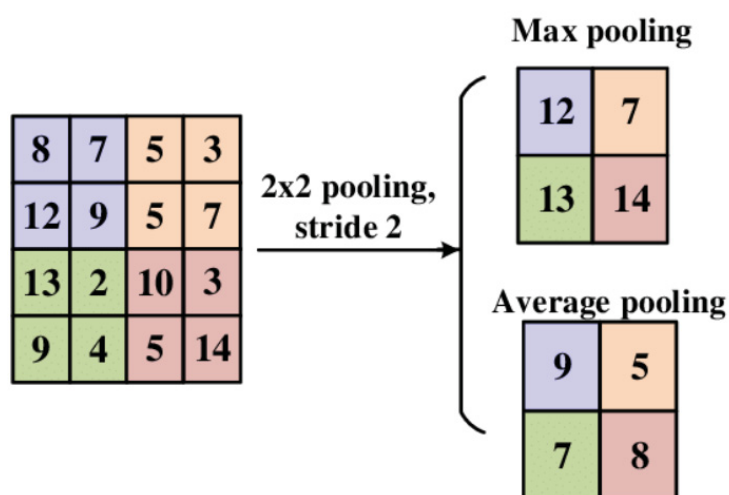 8 7 5 3
12 9 5 7
13 2 10 3
9 4 5 14
2x2 pooling,
stride 2
Max pooling
12 7
13 14
Average pooling
9 5
7 8